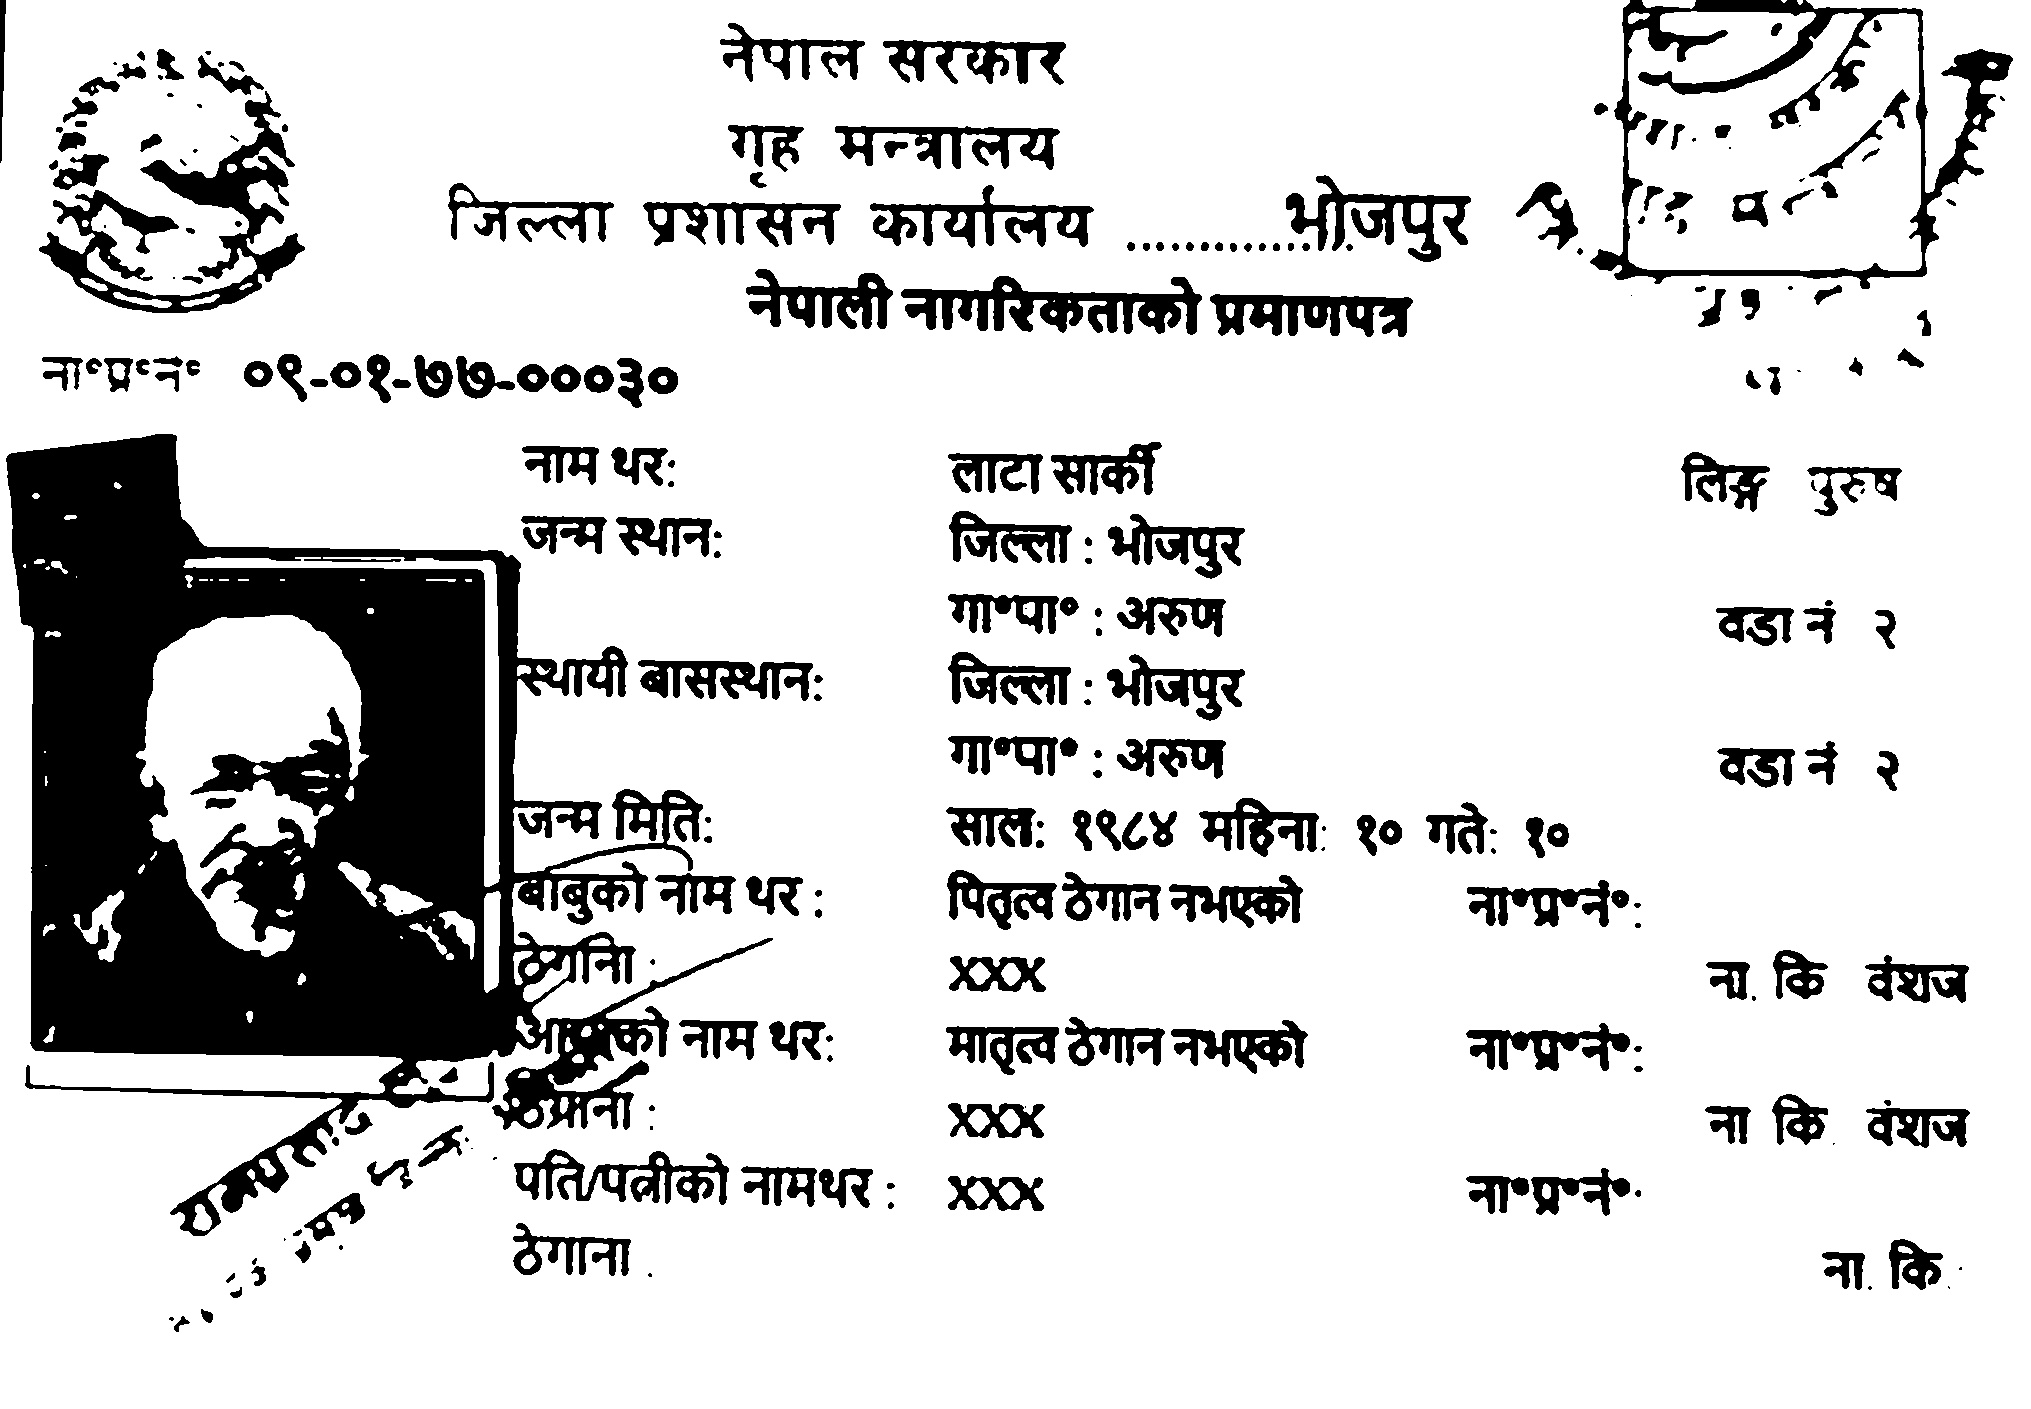 नेपाल सरकार
गृह मन्त्रालय
जिल्ला प्रशासन कार्यालय ............... भोजपुर
नेपाली नागरिकताको प्रमाणपत्र
ना॰प्र॰नं॰ ०९-०१-७७-०००३०
नाम थर: लाटा सार्की लिङ्ग पुरुष
जन्म स्थान: जिल्ला : भोजपुर
गा॰पा॰ : अरुण वडा नं २
स्थायी बासस्थान: जिल्ला : भोजपुर
गा॰पा॰ : अरुण वडा नं २
जन्म मिति: साल: १९८४ महिना: १० गते: १०
बाबुको नाम थर : पितृत्व ठेगान नभएको ना॰प्र॰नं॰:
ठेगाना : XXX ना. कि वंशज
आमाको नाम थर: मातृत्व ठेगान नभएको ना॰प्र॰नं॰:
ठेगाना : XXX ना कि. वंशज
पति/पत्नीको नामथर : XXX ना॰प्र॰नं॰
ठेगाना . ना. कि.